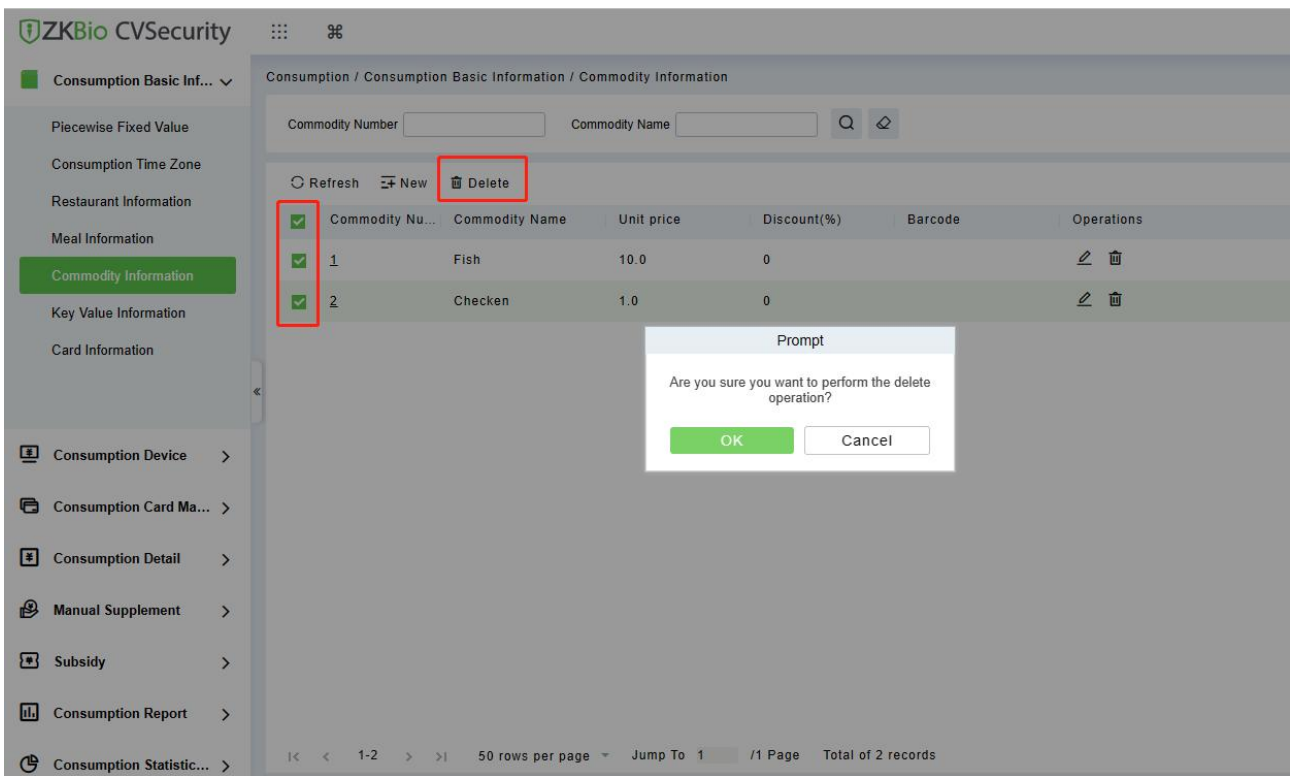 ZKBio CVSecurity
Consumption Basic Inf...
Piecewise Fixed Value
Consumption Time Zone
Restaurant Information
Meal Information
Commodity Information
Key Value Information
Card Information
Consumption Device
Consumption Card Ma...
Consumption Detail
Manual Supplement
Subsidy
Consumption Report
Consumption Statistic...
Consumption / Consumption Basic Information / Commodity Information
Commodity Number Commodity Name
Refresh New Delete
Commodity Nu... Commodity Name Unit price Discount(%) Barcode Operations
1 Fish 10.0 0
2 Checken 1.0 0
Prompt
Are you sure you want to perform the delete
operation?
OK Cancel
1-2 50 rows per page Jump To 1 /1 Page Total of 2 records